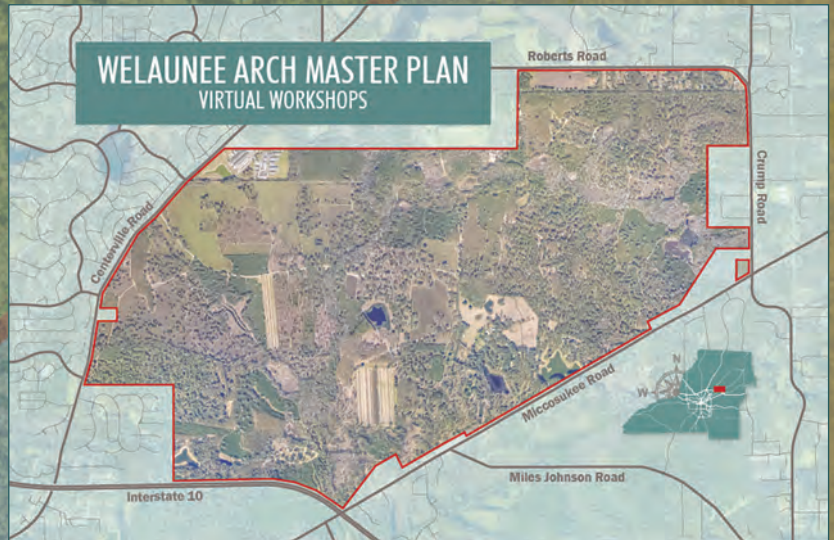 WELAUNEE ARCH MASTER PLAN
VIRTUAL WORKSHOPS
Roberts Road
Crump Road
Centerville Road
N
W
Miccosukee Road
Miles Johnson Road
Interstate 10